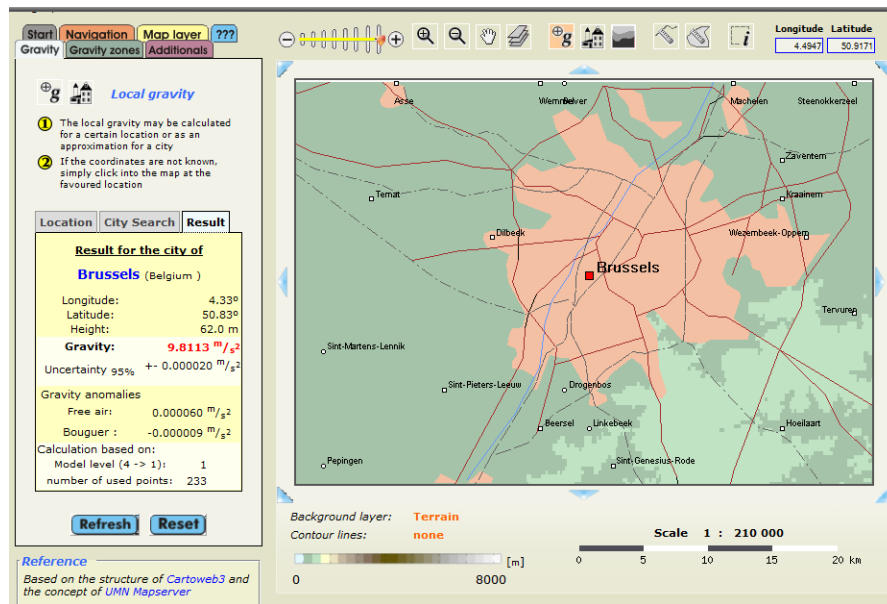 Start Navigation Map layer ???
Gravity Gravity zones Additionals
Longitude Latitude
4.4947 50.9171
g Local gravity
1 The local gravity may be calculated
for a certain location or as an
approximation for a city
2 If the coordinates are not known,
simply click into the map at the
favoured location
Location City Search Result
Result for the city of
Brussels (Belgium )
Longitude: 4.33º
Latitude: 50.83º
Height: 62.0 m
Gravity: 9.8113 m/s²
Uncertainty 95% +- 0.000020 m/s²
Gravity anomalies
Free air: 0.000060 m/s²
Bouguer : -0.000009 m/s²
Calculation based on:
Model level (4 -> 1): 1
number of used points: 233
Refresh Reset
Reference
Based on the structure of Cartoweb3 and
the concept of UMN Mapserver
g i
Asse Machelen Steenokkerzeel
Zaventem
Ternat Kraainem
Dilbeek Wezembeek-Oppem
Brussels
Tervuren
Sint-Martens-Lennik
Sint-Pieters-Leeuw Drogenbos
Beersel Linkebeek Hoeilaart
Pepingen Sint-Genesius-Rode
Background layer: Terrain
Contour lines: none
Scale 1 : 210 000
[m]
0 8000
0 5 10 15 20 km